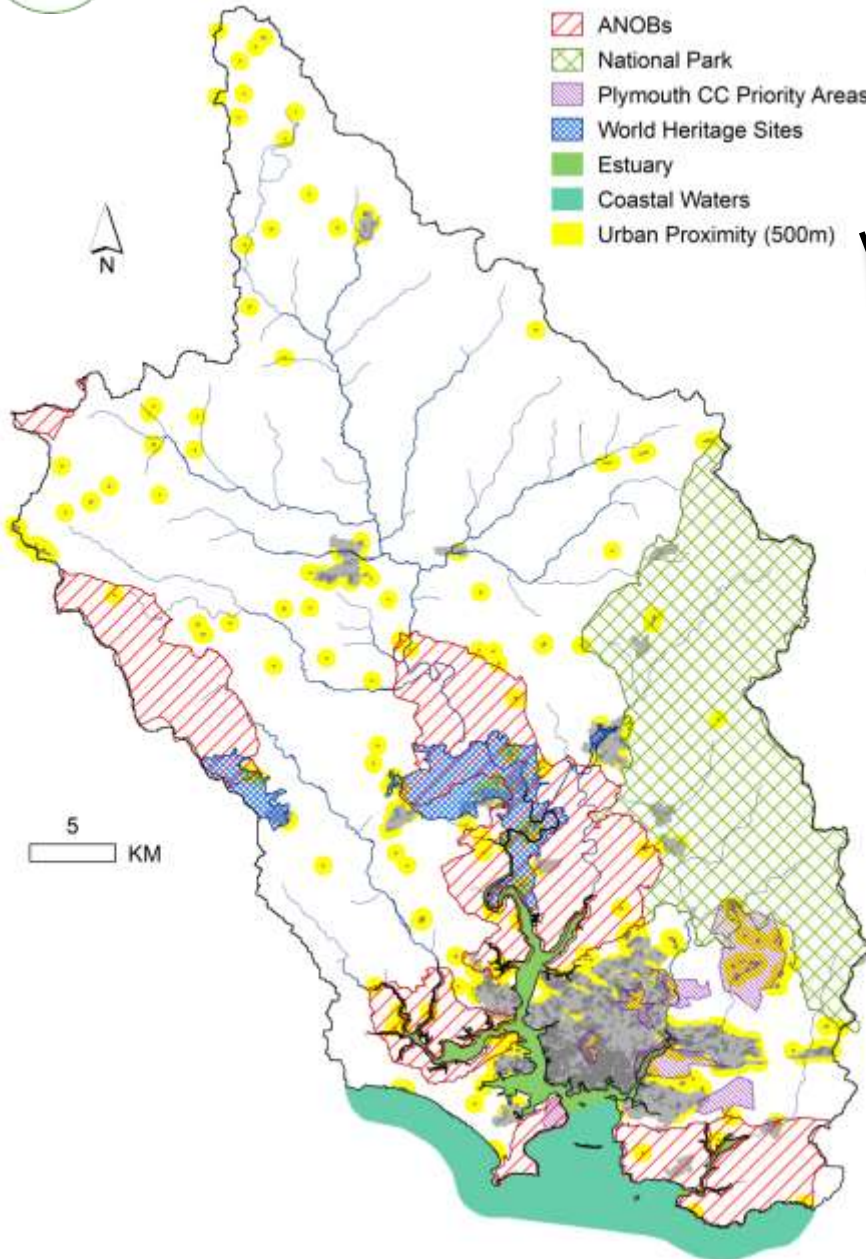 ANOBs
National Park
Plymouth CC Priority Areas
World Heritage Sites
Estuary
Coastal Waters
Urban Proximity (500m)
N
5
KM